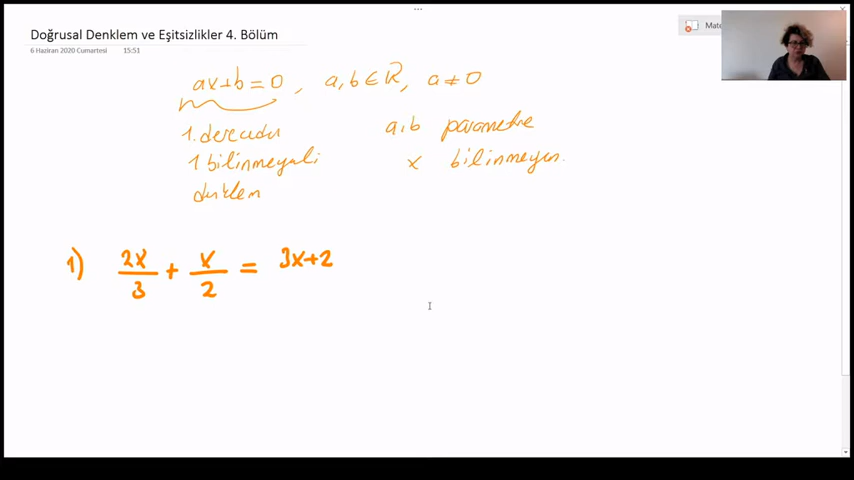 Doğrusal Denklem ve Eşitsizlikler 4. Bölüm
6 Haziran 2020 Cumartesi 15:51
Mate
ax+b=0, a,b∈R, a≠0
1. dereceden
a,b parametre
1 bilinmeyenli
x bilinmeyen.
denklem
1) 2x/3 + x/2 = 3x+2